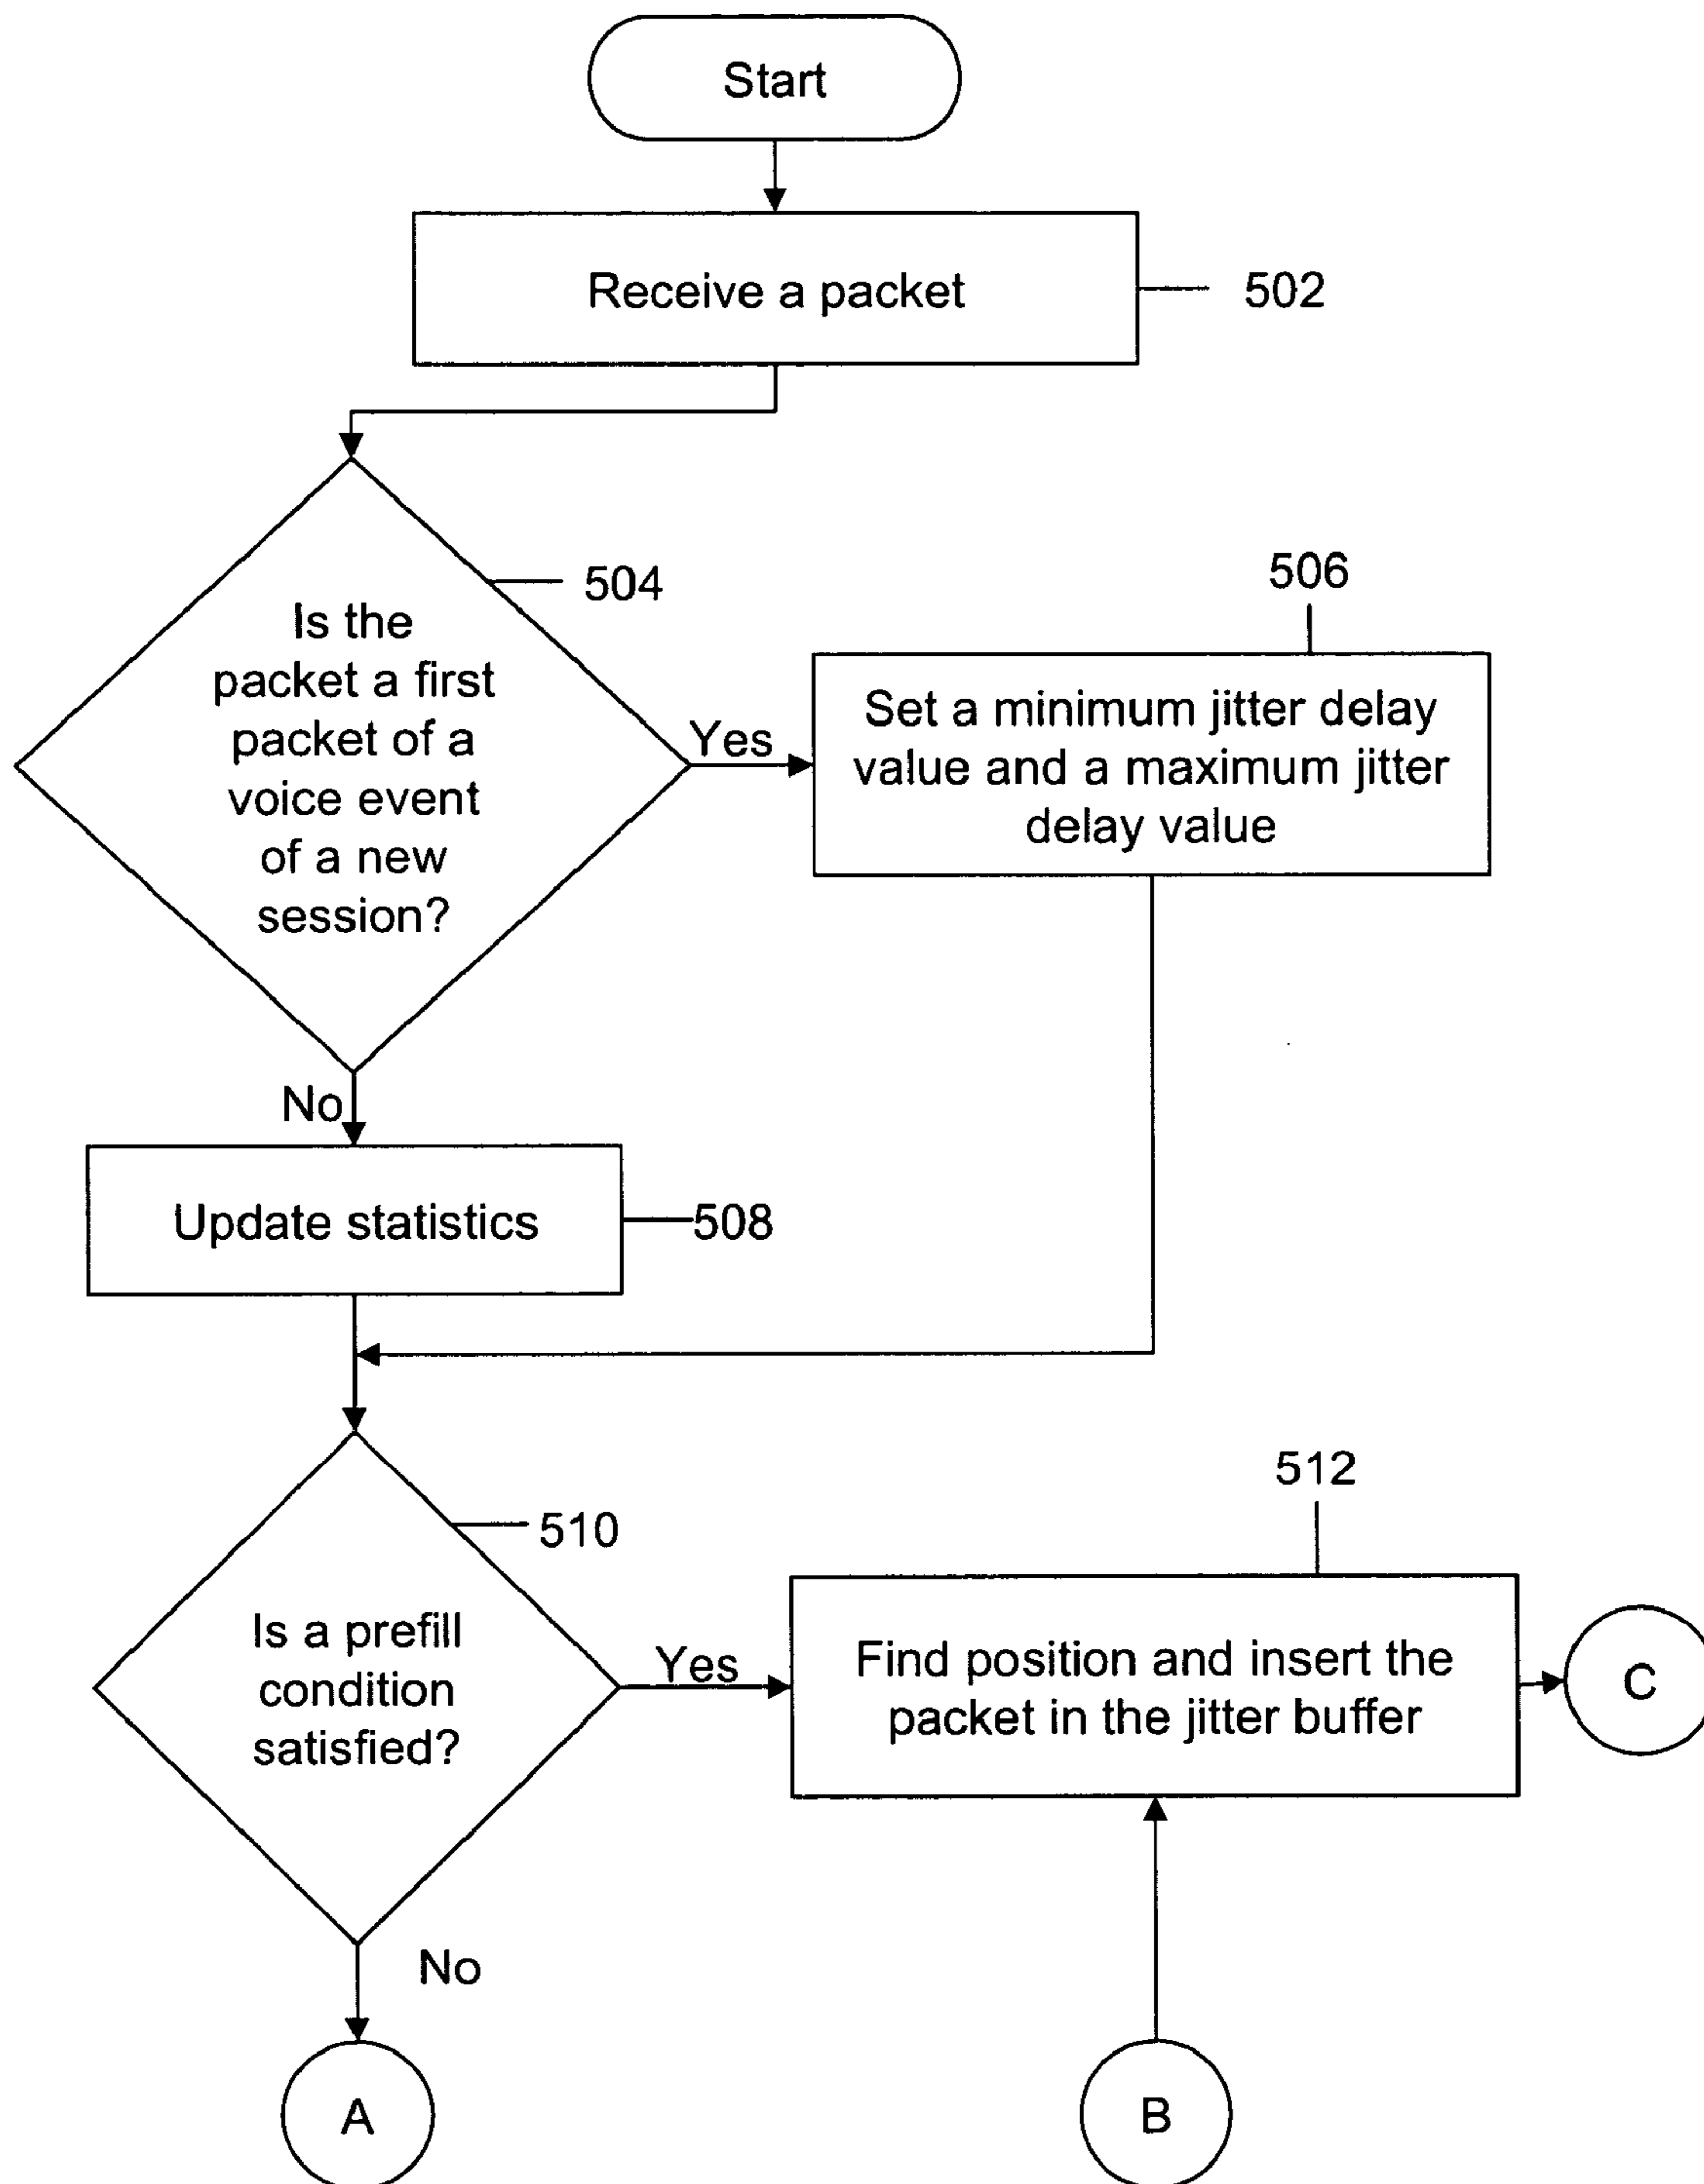 Start
Receive a packet
502
504
Is the
packet a first
packet of a
voice event
of a new
session?
Yes
506
Set a minimum jitter delay
value and a maximum jitter
delay value
No
Update statistics
508
510
Is a prefill
condition
satisfied?
Yes
512
Find position and insert the
packet in the jitter buffer
C
No
A
B